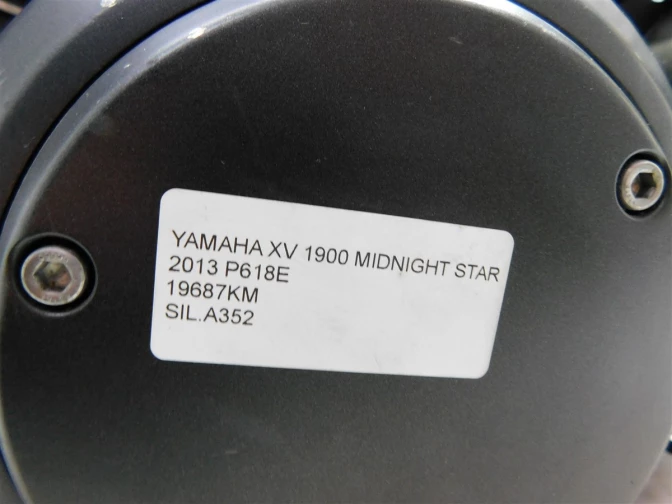 YAMAHA XV 1900 MIDNIGHT STAR
2013 P618E
19687KM
SIL.A352